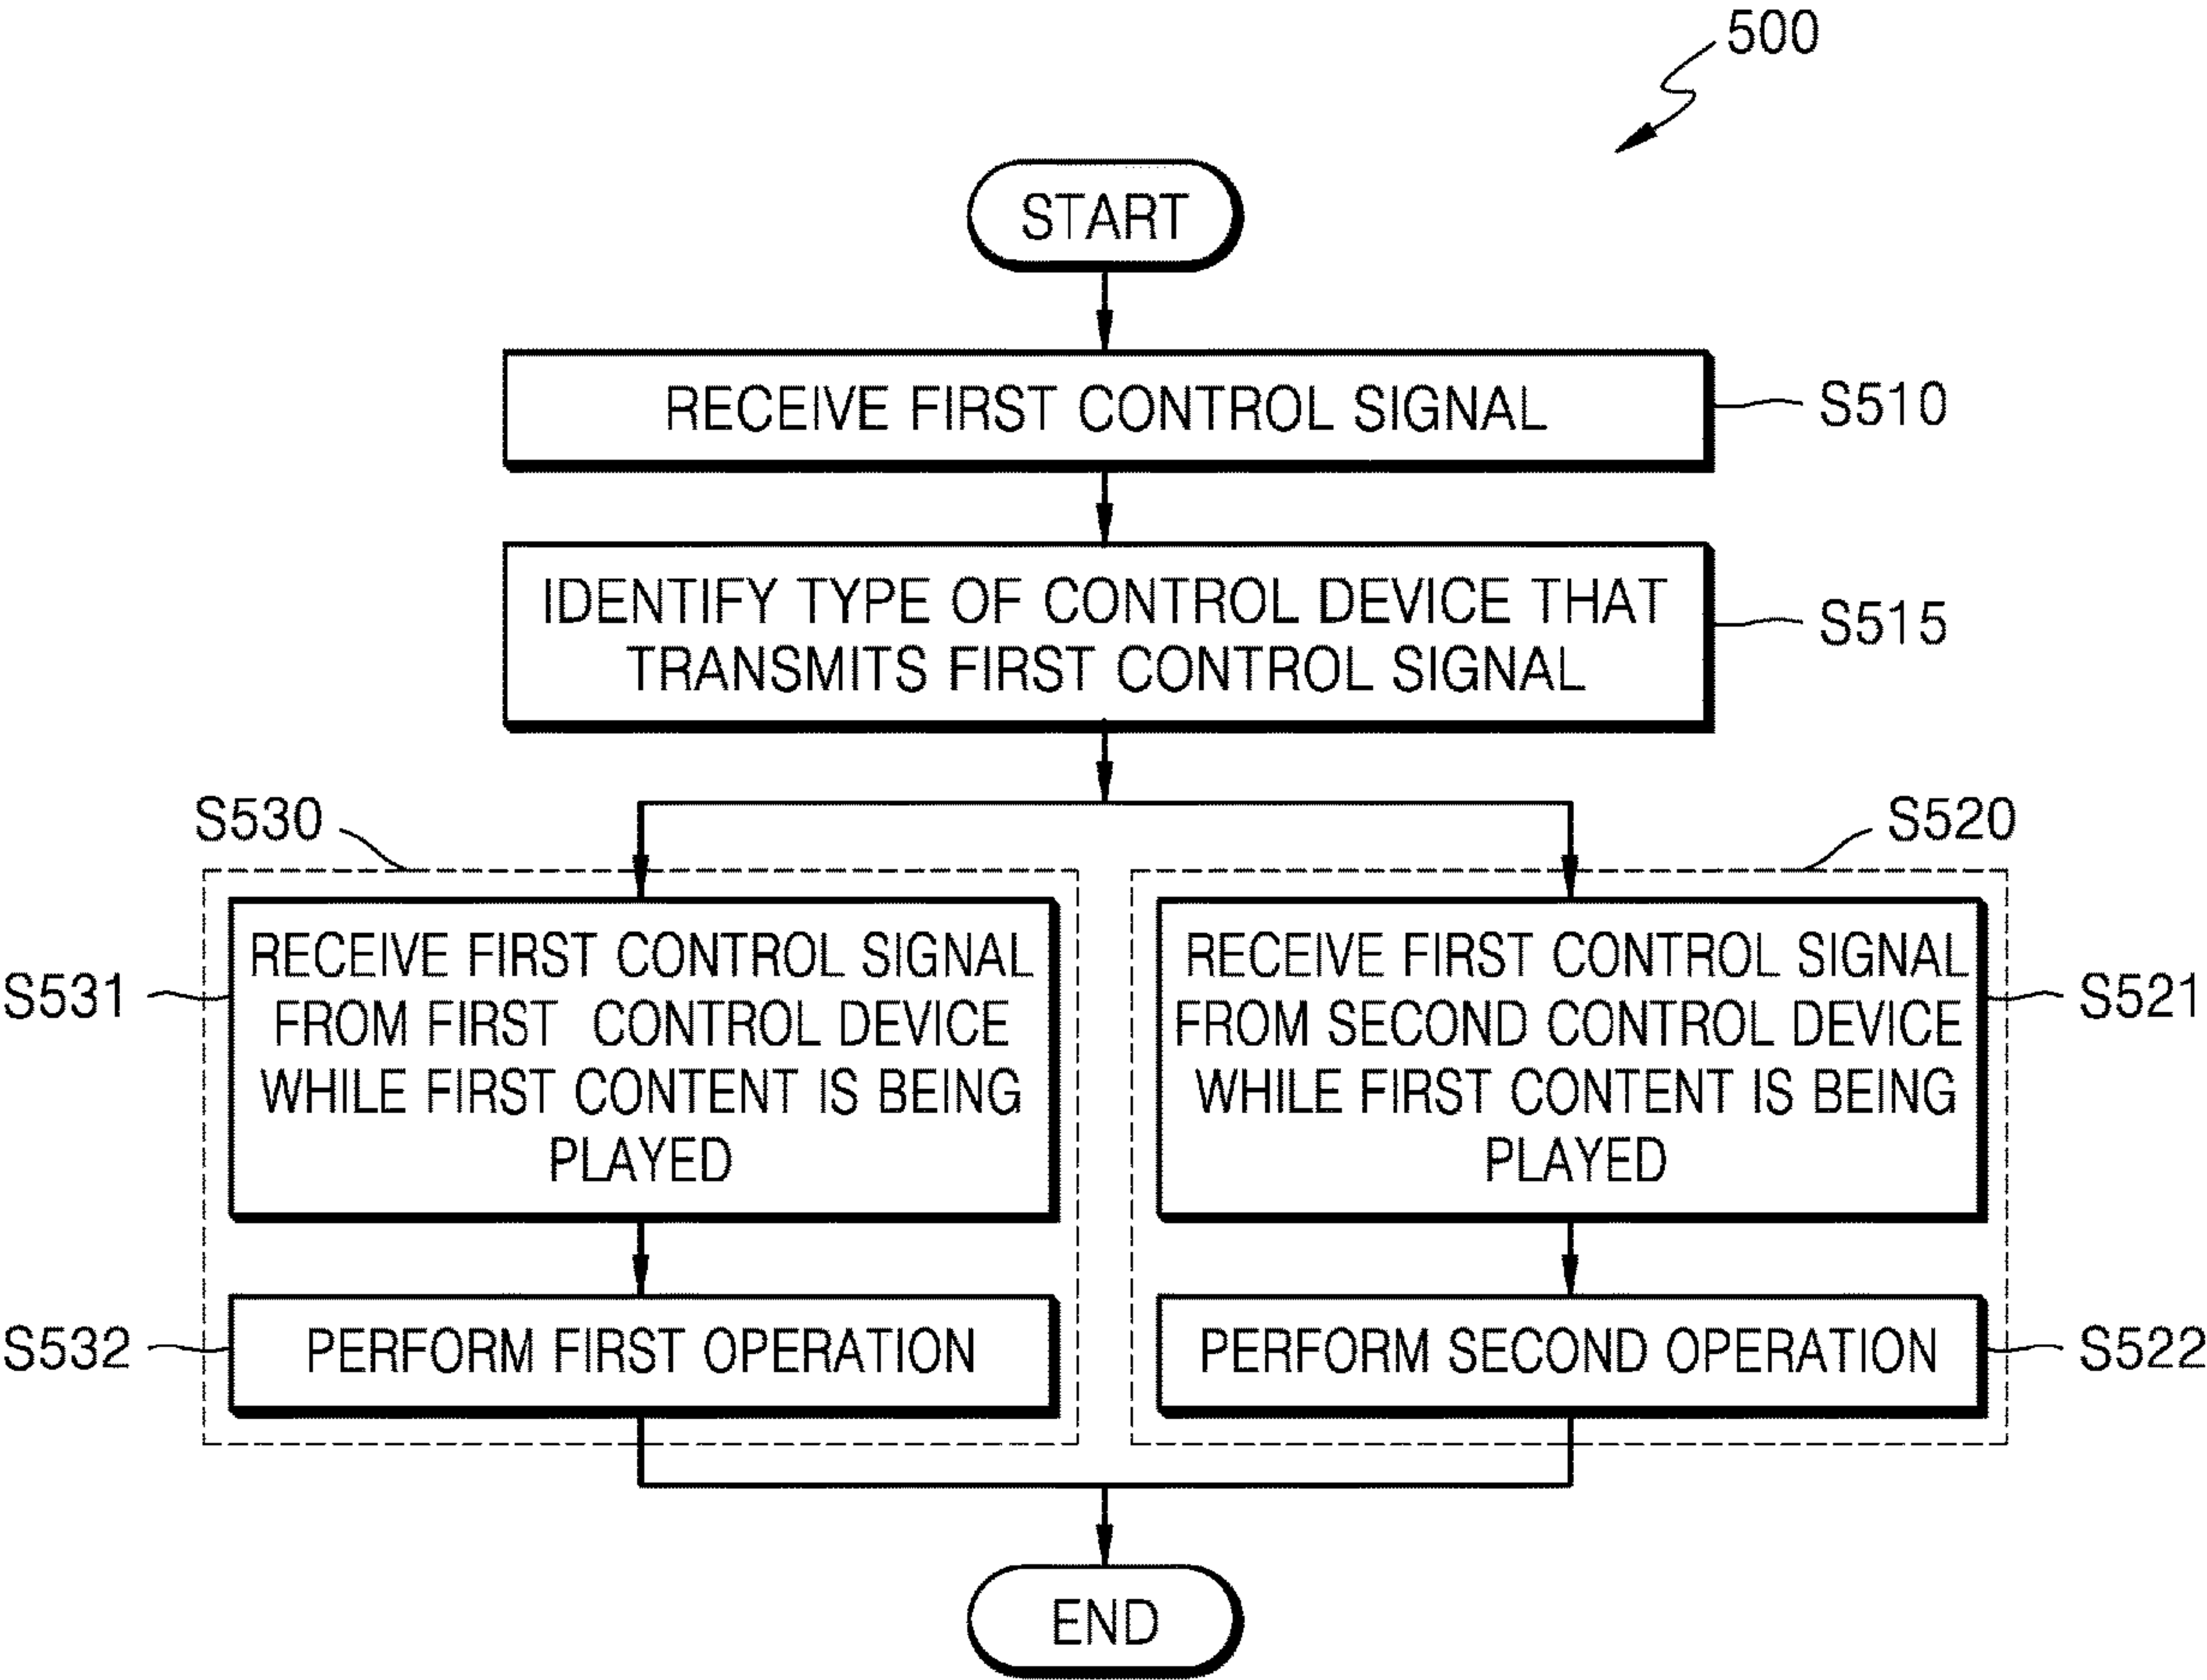 500
START
RECEIVE FIRST CONTROL SIGNAL
S510
IDENTIFY TYPE OF CONTROL DEVICE THAT
TRANSMITS FIRST CONTROL SIGNAL
S515
S530
S520
RECEIVE FIRST CONTROL SIGNAL
FROM FIRST CONTROL DEVICE
WHILE FIRST CONTENT IS BEING
PLAYED
S531
RECEIVE FIRST CONTROL SIGNAL
FROM SECOND CONTROL DEVICE
WHILE FIRST CONTENT IS BEING
PLAYED
S521
S532
PERFORM FIRST OPERATION
PERFORM SECOND OPERATION
S522
END